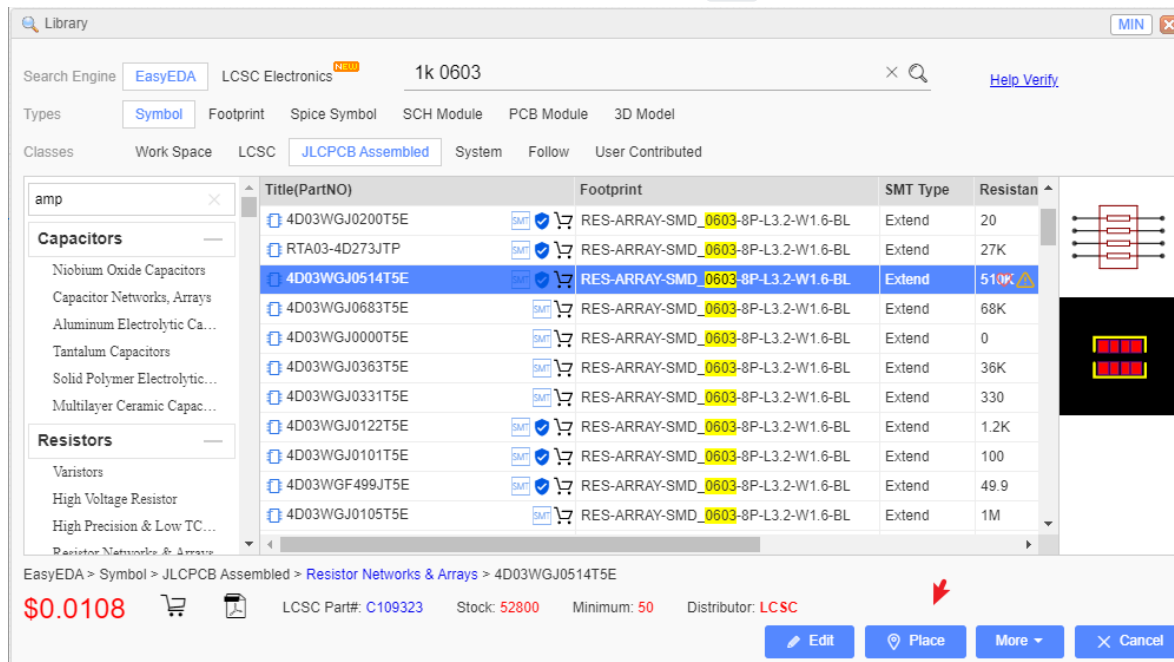 Library MIN
Search Engine EasyEDA LCSC Electronics NEW 1k 0603 Help Verify
Types Symbol Footprint Spice Symbol SCH Module PCB Module 3D Model
Classes Work Space LCSC JLCPCB Assembled System Follow User Contributed
amp
Capacitors
Niobium Oxide Capacitors
Capacitor Networks, Arrays
Aluminum Electrolytic Ca...
Tantalum Capacitors
Solid Polymer Electrolytic...
Multilayer Ceramic Capac...
Resistors
Varistors
High Voltage Resistor
High Precision & Low TC...
Resistor Networks & Arrays
Title(PartNO) Footprint SMT Type Resistan
4D03WGJ0200T5E SMT RES-ARRAY-SMD_0603-8P-L3.2-W1.6-BL Extend 20
RTA03-4D273JTP SMT RES-ARRAY-SMD_0603-8P-L3.2-W1.6-BL Extend 27K
4D03WGJ0514T5E SMT RES-ARRAY-SMD_0603-8P-L3.2-W1.6-BL Extend 510K
4D03WGJ0683T5E SMT RES-ARRAY-SMD_0603-8P-L3.2-W1.6-BL Extend 68K
4D03WGJ0000T5E SMT RES-ARRAY-SMD_0603-8P-L3.2-W1.6-BL Extend 0
4D03WGJ0363T5E SMT RES-ARRAY-SMD_0603-8P-L3.2-W1.6-BL Extend 36K
4D03WGJ0331T5E SMT RES-ARRAY-SMD_0603-8P-L3.2-W1.6-BL Extend 330
4D03WGJ0122T5E SMT RES-ARRAY-SMD_0603-8P-L3.2-W1.6-BL Extend 1.2K
4D03WGJ0101T5E SMT RES-ARRAY-SMD_0603-8P-L3.2-W1.6-BL Extend 100
4D03WGF499JT5E SMT RES-ARRAY-SMD_0603-8P-L3.2-W1.6-BL Extend 49.9
4D03WGJ0105T5E SMT RES-ARRAY-SMD_0603-8P-L3.2-W1.6-BL Extend 1M
EasyEDA > Symbol > JLCPCB Assembled > Resistor Networks & Arrays > 4D03WGJ0514T5E
$0.0108 LCSC Part#: C109323 Stock: 52800 Minimum: 50 Distributor: LCSC
Edit Place More Cancel